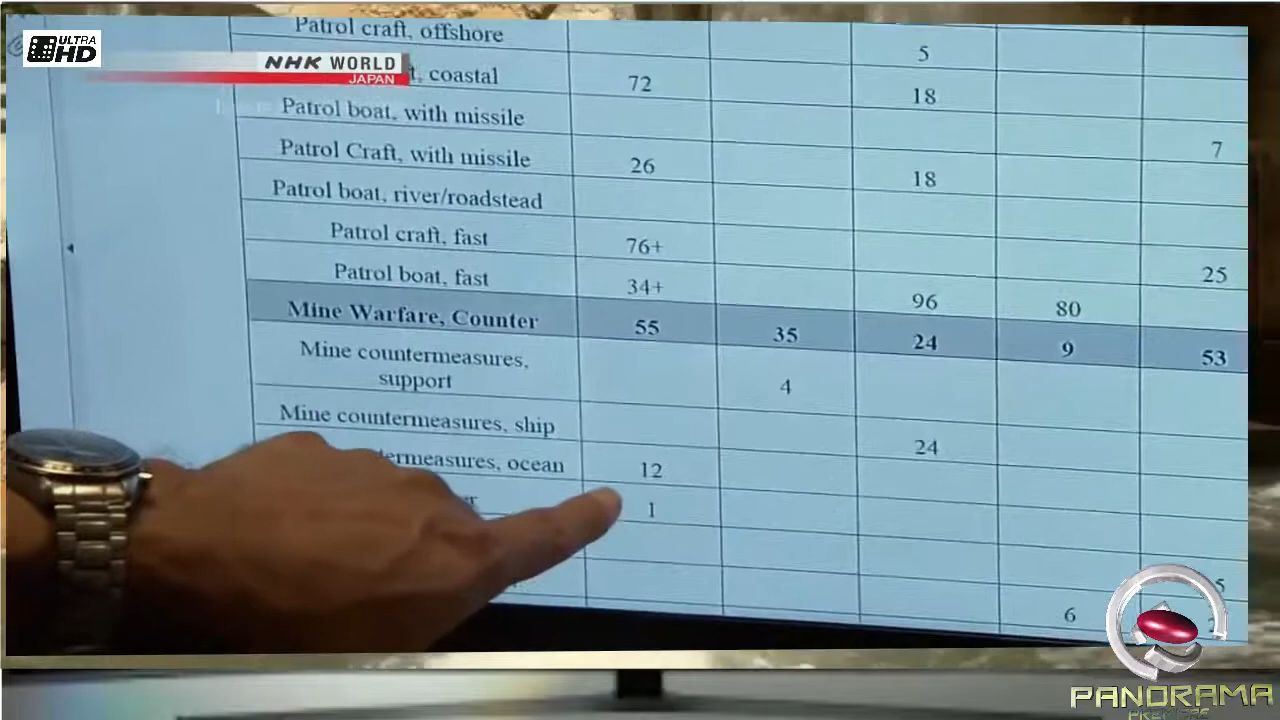 Patrol craft, offshore 5
ULTRA
HD
NHK WORLD
JAPAN
coastal 72 18
Patrol boat, with missile 7
Patrol Craft, with missile 26 18
Patrol boat, river/roadstead
Patrol craft, fast 76+ 25
Patrol boat, fast 34+ 96 80
Mine Warfare, Counter 55 35 24 9 53
Mine countermeasures,
support 4
Mine countermeasures, ship 24
termeasures, ocean 12
1
5
6
PANORAMA